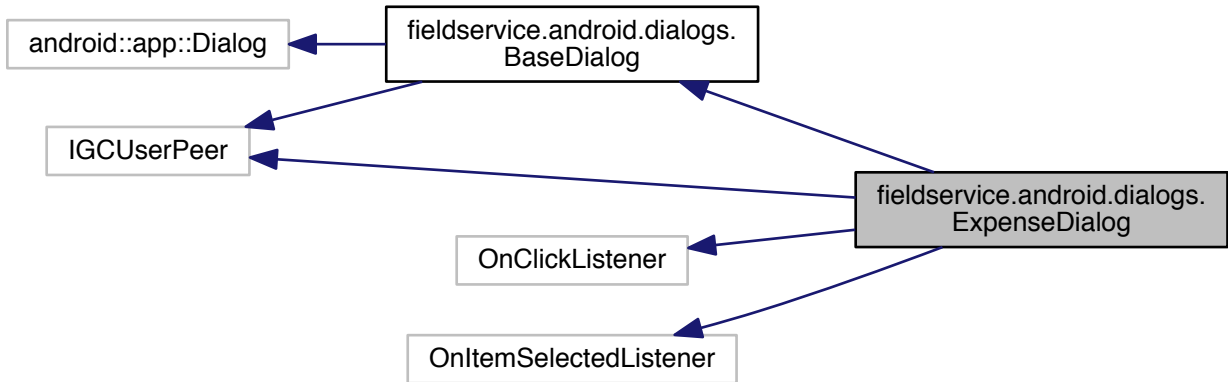 android::app::Dialog
fieldservice.android.dialogs.
BaseDialog
IGCUserPeer
fieldservice.android.dialogs.
ExpenseDialog
OnClickListener
OnItemSelectedListener